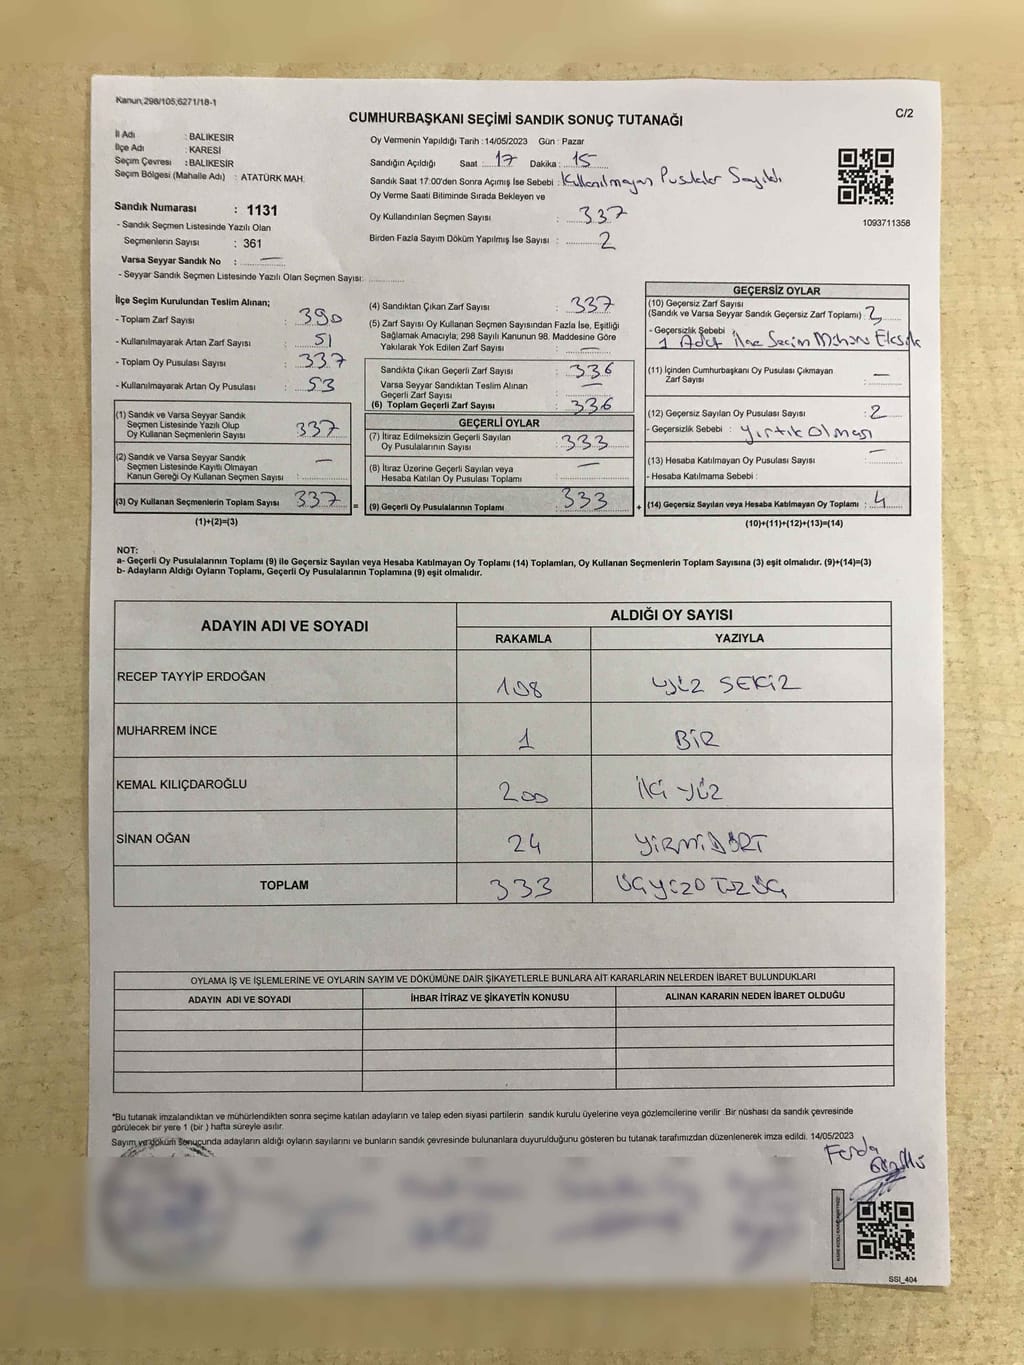 Kanun;298/105,6271/18-1
C/2
CUMHURBAŞKANI SEÇİMİ SANDIK SONUÇ TUTANAĞI
İl Adı : BALIKESİR
İlçe Adı : KARESİ
Seçim Çevresi : BALIKESİR
Seçim Bölgesi (Mahalle Adı) : ATATÜRK MAH.
Sandık Numarası : 1131
- Sandık Seçmen Listesinde Yazılı Olan
Seçmenlerin Sayısı : 361
Varsa Seyyar Sandık No : —
- Seyyar Sandık Seçmen Listesinde Yazılı Olan Seçmen Sayısı:
Oy Vermenin Yapıldığı Tarih : 14/05/2023 Gün : Pazar
Sandığın Açıldığı Saat : 17 Dakika : 15
Sandık Saat 17:00'den Sonra Açımış İse Sebebi : Kullanılmayan Pusulalar Sayıldı
Oy Verme Saati Bitiminde Sırada Bekleyen ve
Oy Kullandırılan Seçmen Sayısı : 337
Birden Fazla Sayım Döküm Yapılmış İse Sayısı : 2
1093711358
İlçe Seçim Kurulundan Teslim Alınan;
- Toplam Zarf Sayısı : 390
- Kullanılmayarak Artan Zarf Sayısı : 51
- Toplam Oy Pusulası Sayısı : 337
- Kullanılmayarak Artan Oy Pusulası : 53
(1) Sandık ve Varsa Seyyar Sandık
Seçmen Listesinde Yazılı Olup
Oy Kullanan Seçmenlerin Sayısı 337
(2) Sandık ve Varsa Seyyar Sandık
Seçmen Listesinde Kayıtlı Olmayan
Kanun Gereği Oy Kullanan Seçmen Sayısı : —
(3) Oy Kullanan Seçmenlerin Toplam Sayısı 337
(1)+(2)=(3)
(4) Sandıktan Çıkan Zarf Sayısı : 337
(5) Zarf Sayısı Oy Kullanan Seçmen Sayısından Fazla İse, Eşitliği
Sağlamak Amacıyla; 298 Sayılı Kanunun 98. Maddesine Göre
Yakılarak Yok Edilen Zarf Sayısı : —
Sandıkta Çıkan Geçerli Zarf Sayısı : 336
Varsa Seyyar Sandıktan Teslim Alınan
Geçerli Zarf Sayısı : —
(6) Toplam Geçerli Zarf Sayısı : 336
GEÇERLİ OYLAR
(7) İtiraz Edilmeksizin Geçerli Sayılan
Oy Pusulalarının Sayısı : 333
(8) İtiraz Üzerine Geçerli Sayılan veya
Hesaba Katılan Oy Pusulası Toplamı : —
= (9) Geçerli Oy Pusulalarının Toplamı : 333 +
GEÇERSİZ OYLAR
(10) Geçersiz Zarf Sayısı
(Sandık ve Varsa Seyyar Sandık Geçersiz Zarf Toplamı) : 2
- Geçersizlik Sebebi :
1 Adet İlçe Seçim Mührü Eksik
(11) İçinden Cumhurbaşkanı Oy Pusulası Çıkmayan
Zarf Sayısı : —
(12) Geçersiz Sayılan Oy Pusulası Sayısı : 2
- Geçersizlik Sebebi : Yırtık Olması
(13) Hesaba Katılmayan Oy Pusulası Sayısı : —
- Hesaba Katılmama Sebebi :
(14) Geçersiz Sayılan veya Hesaba Katılmayan Oy Toplamı : 4
(10)+(11)+(12)+(13)=(14)
NOT:
a- Geçerli Oy Pusulalarının Toplamı (9) ile Geçersiz Sayılan veya Hesaba Katılmayan Oy Toplamı (14) Toplamları, Oy Kullanan Seçmenlerin Toplam Sayısına (3) eşit olmalıdır. (9)+(14)=(3)
b- Adayların Aldığı Oyların Toplamı, Geçerli Oy Pusulalarının Toplamına (9) eşit olmalıdır.
ADAYIN ADI VE SOYADI ALDIĞI OY SAYISI
RAKAMLA YAZIYLA
RECEP TAYYİP ERDOĞAN 108 YÜZ SEKİZ
MUHARREM İNCE 1 BİR
KEMAL KILIÇDAROĞLU 200 İKİ YÜZ
SİNAN OĞAN 24 YİRMİDÖRT
TOPLAM 333 ÜÇYÜZOTUZÜÇ
OYLAMA İŞ VE İŞLEMLERİNE VE OYLARIN SAYIM VE DÖKÜMÜNE DAİR ŞİKAYETLERLE BUNLARA AİT KARARLARIN NELERDEN İBARET BULUNDUKLARI
ADAYIN ADI VE SOYADI İHBAR İTİRAZ VE ŞİKAYETİN KONUSU ALINAN KARARIN NEDEN İBARET OLDUĞU
*Bu tutanak imzalandıktan ve mühürlendikten sonra seçime katılan adayların ve talep eden siyasi partilerin sandık kurulu üyelerine veya gözlemcilerine verilir. Bir nüshası da sandık çevresinde
görülecek bir yere 1 (bir ) hafta süreyle asılır.
Sayım ve döküm sonucunda adayların aldığı oyların sayılarını ve bunların sandık çevresinde bulunanlara duyurulduğunu gösteren bu tutanak tarafımızdan düzenlenerek imza edildi. 14/05/2023
Ferda
SSI_404